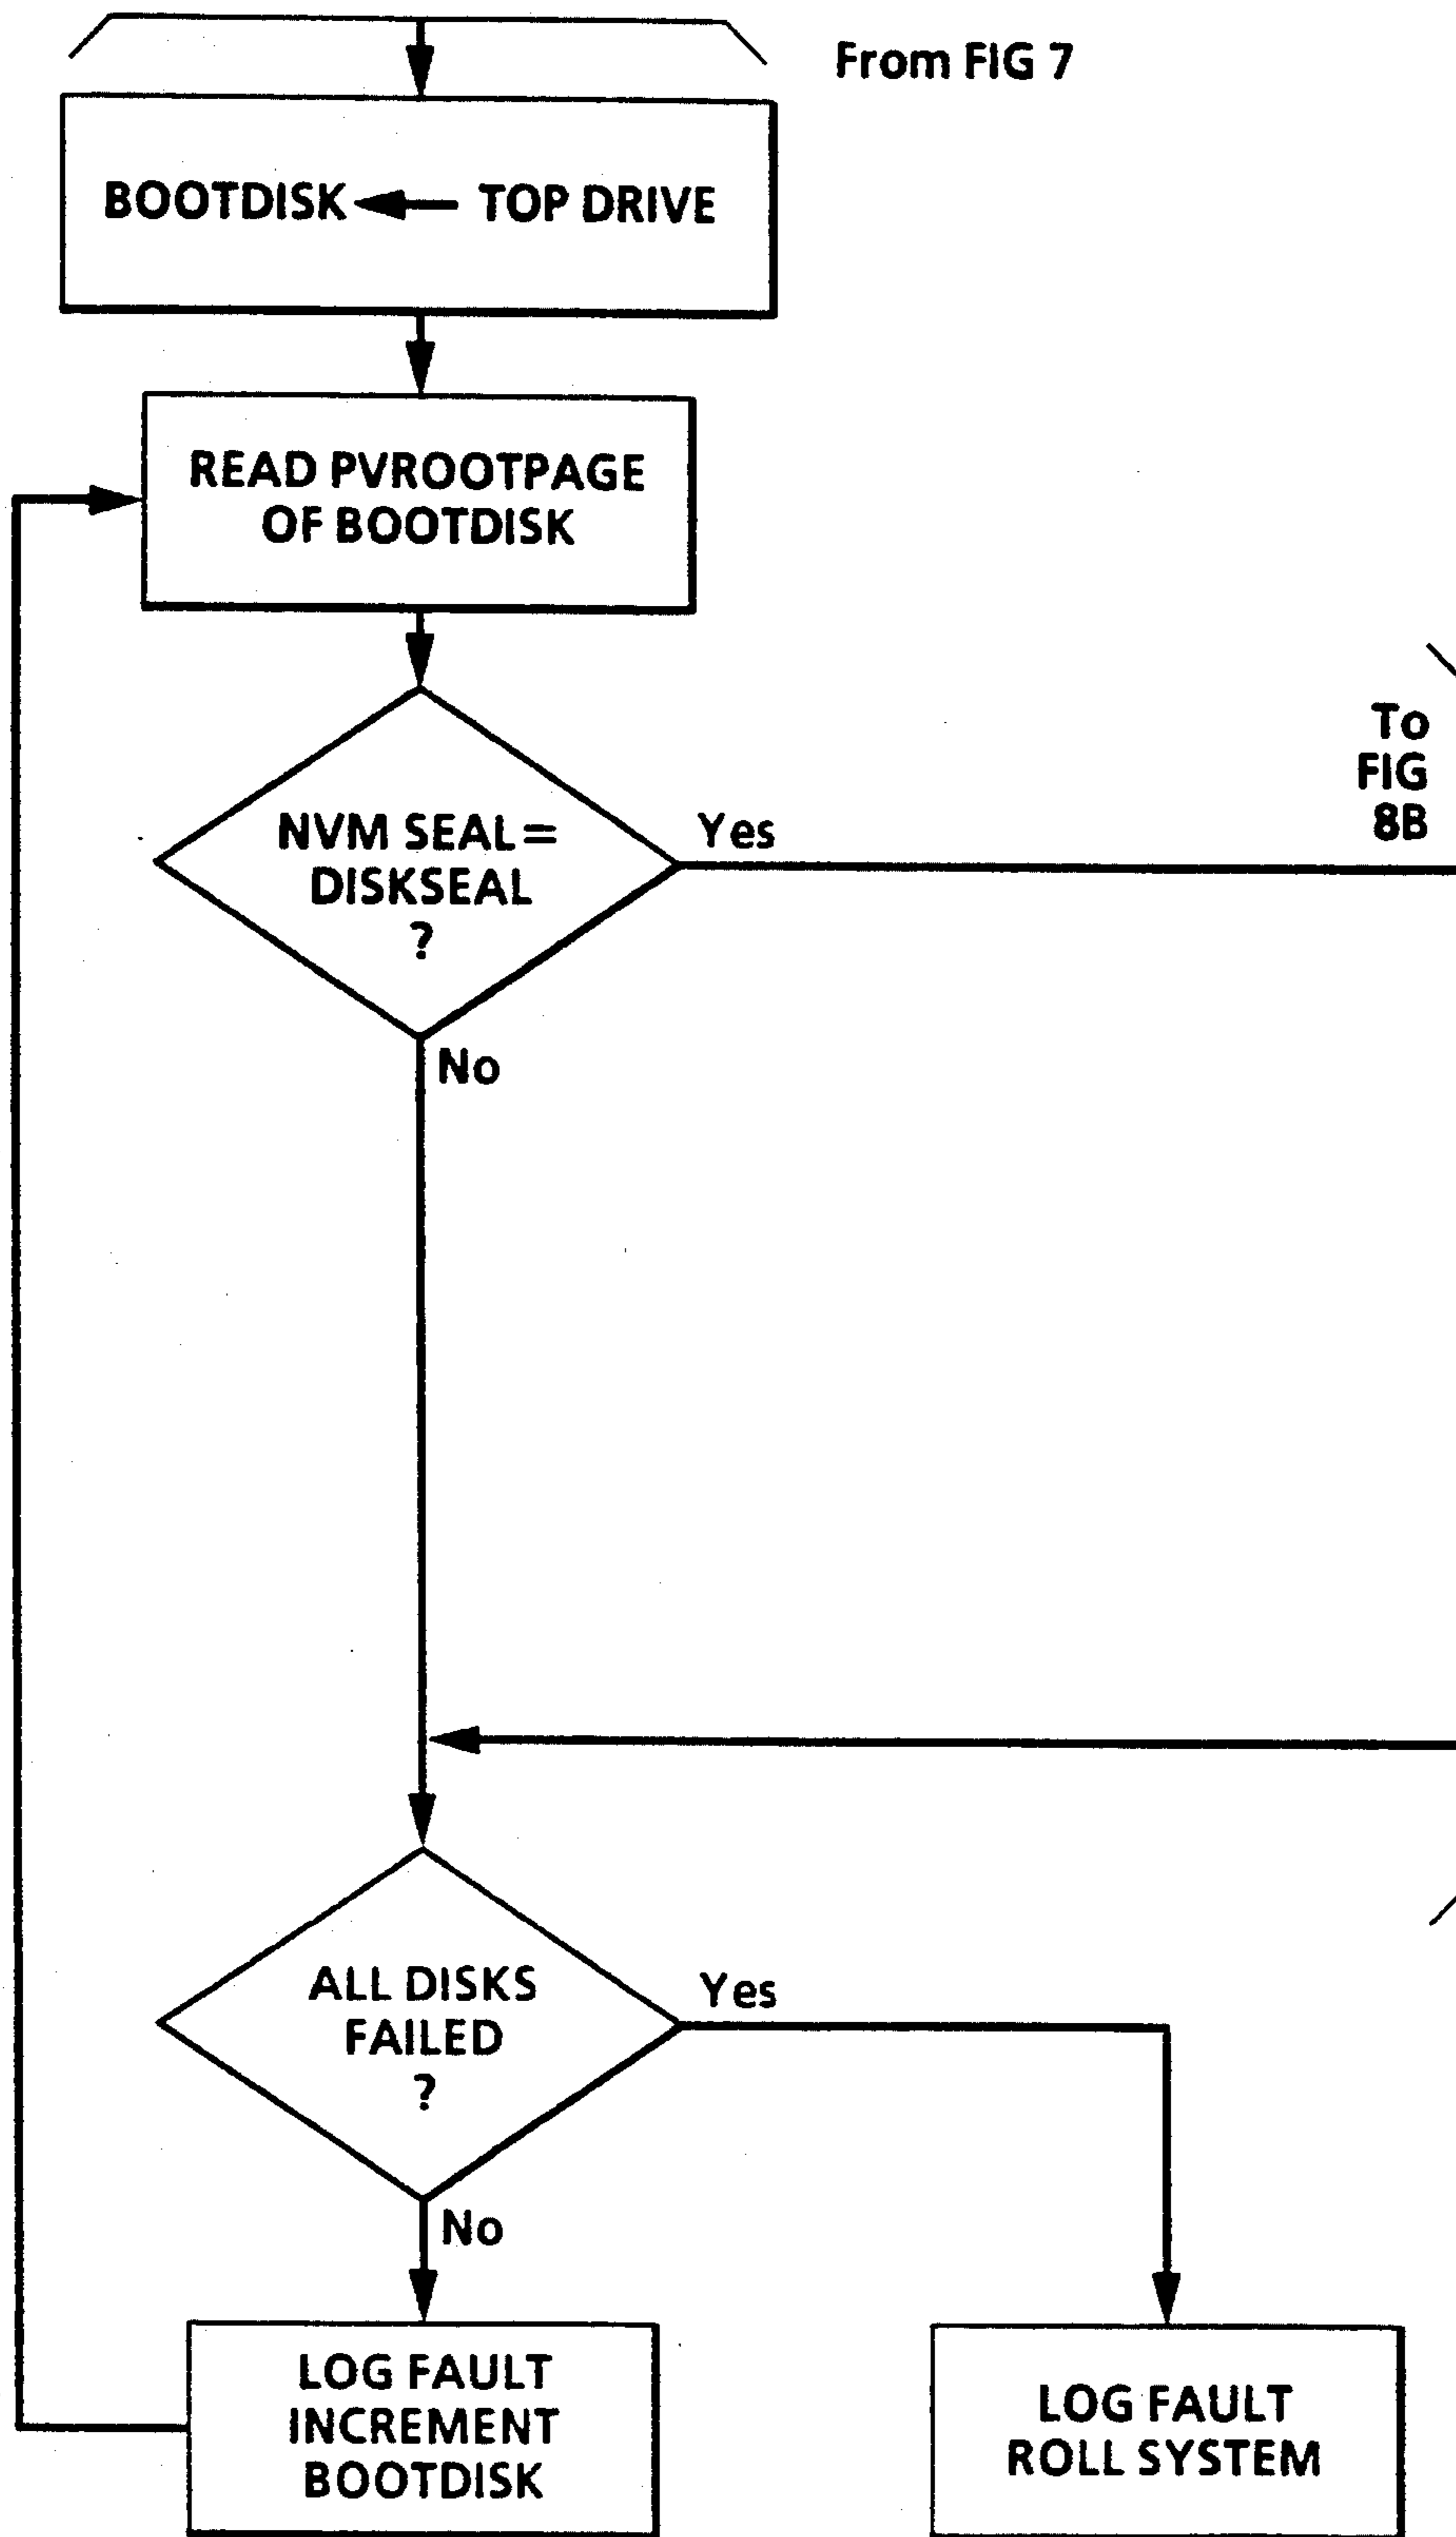 From FIG 7
BOOTDISK ← TOP DRIVE
READ PVROOTPAGE
OF BOOTDISK
To
FIG
8B
NVM SEAL=
DISKSEAL
?
Yes
No
ALL DISKS
FAILED
?
Yes
No
LOG FAULT
INCREMENT
BOOTDISK
LOG FAULT
ROLL SYSTEM